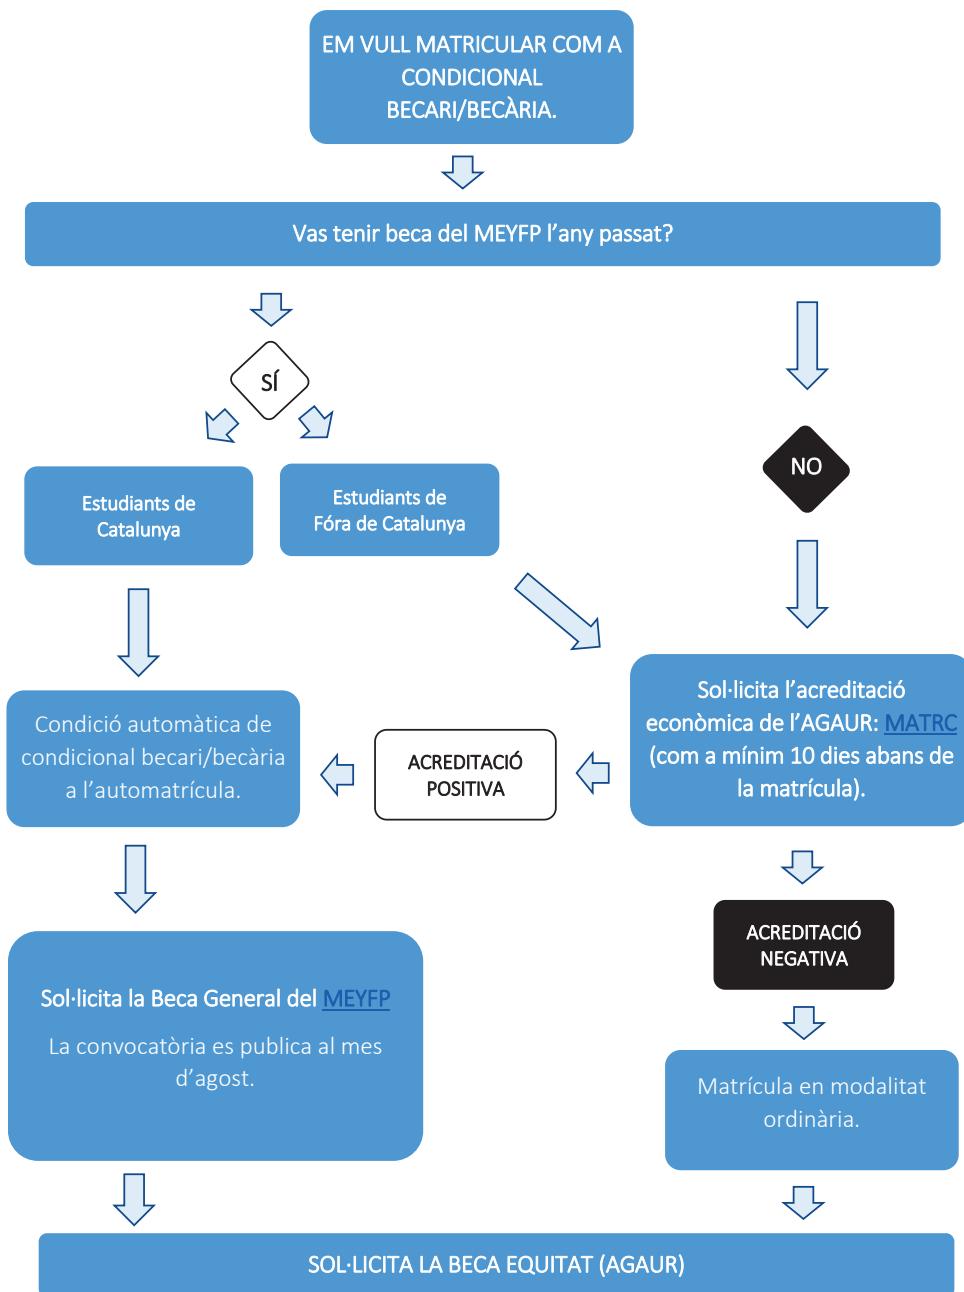 EM VULL MATRICULAR COM A
CONDICIONAL
BECARI/BECÀRIA.
Vas tenir beca del MEYFP l'any passat?
SÍ
NO
Estudiants de
Catalunya
Estudiants de
Fóra de Catalunya
Sol·licita l'acreditació
econòmica de l'AGAUR: MATRC
(com a mínim 10 dies abans de
la matrícula).
Condició automàtica de
condicional becari/becària
a l'automatrícula.
ACREDITACIÓ
POSITIVA
ACREDITACIÓ
NEGATIVA
Sol·licita la Beca General del MEYFP
La convocatòria es publica al mes
d'agost.
Matrícula en modalitat
ordinària.
SOL·LICITA LA BECA EQUITAT (AGAUR)